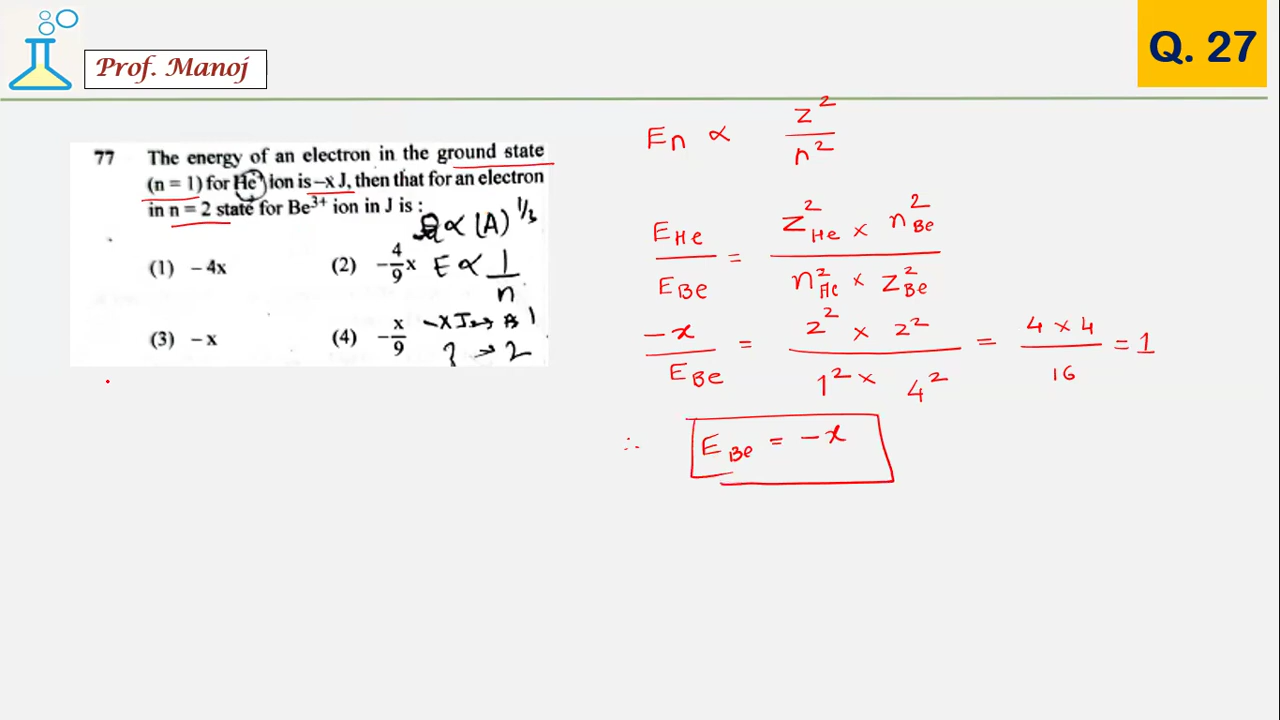 Prof. Manoj
Q. 27
77 The energy of an electron in the ground state
(n = 1) for He⁺ ion is –x J, then that for an electron
in n = 2 state for Be³⁺ ion in J is :
∝ (A)^1/3
(1) – 4x
(2) –4/9 x
E ∝ 1/n
(3) – x
(4) –x/9
–x J → 1
? → 2
En ∝ z²/n²
E_He/E_Be = (z²_He × n²_Be)/(n²_He × z²_Be)
–x/E_Be = (2² × 2²)/(1² × 4²) = (4 × 4)/16 = 1
∴ E_Be = –x